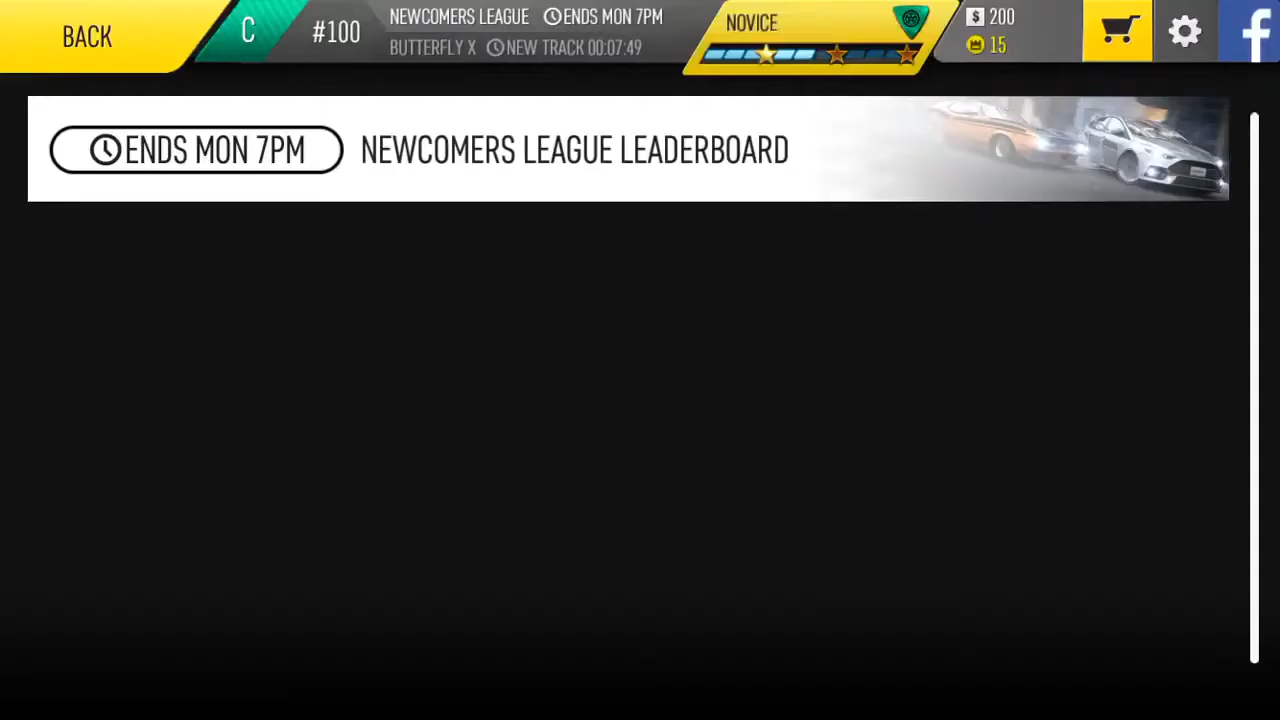 BACK
C
#100
NEWCOMERS LEAGUE ENDS MON 7PM
BUTTERFLY X NEW TRACK 00:07:49
NOVICE
$ 200
15
f
ENDS MON 7PM NEWCOMERS LEAGUE LEADERBOARD